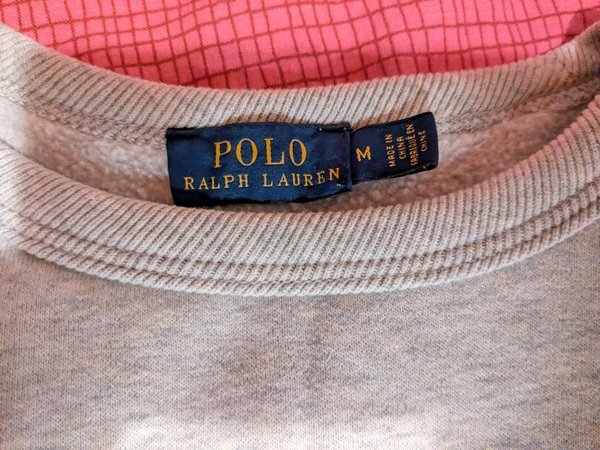 POLO
RALPH LAUREN
M
MADE IN
CHINA
FABRIQUÉ EN
CHINE